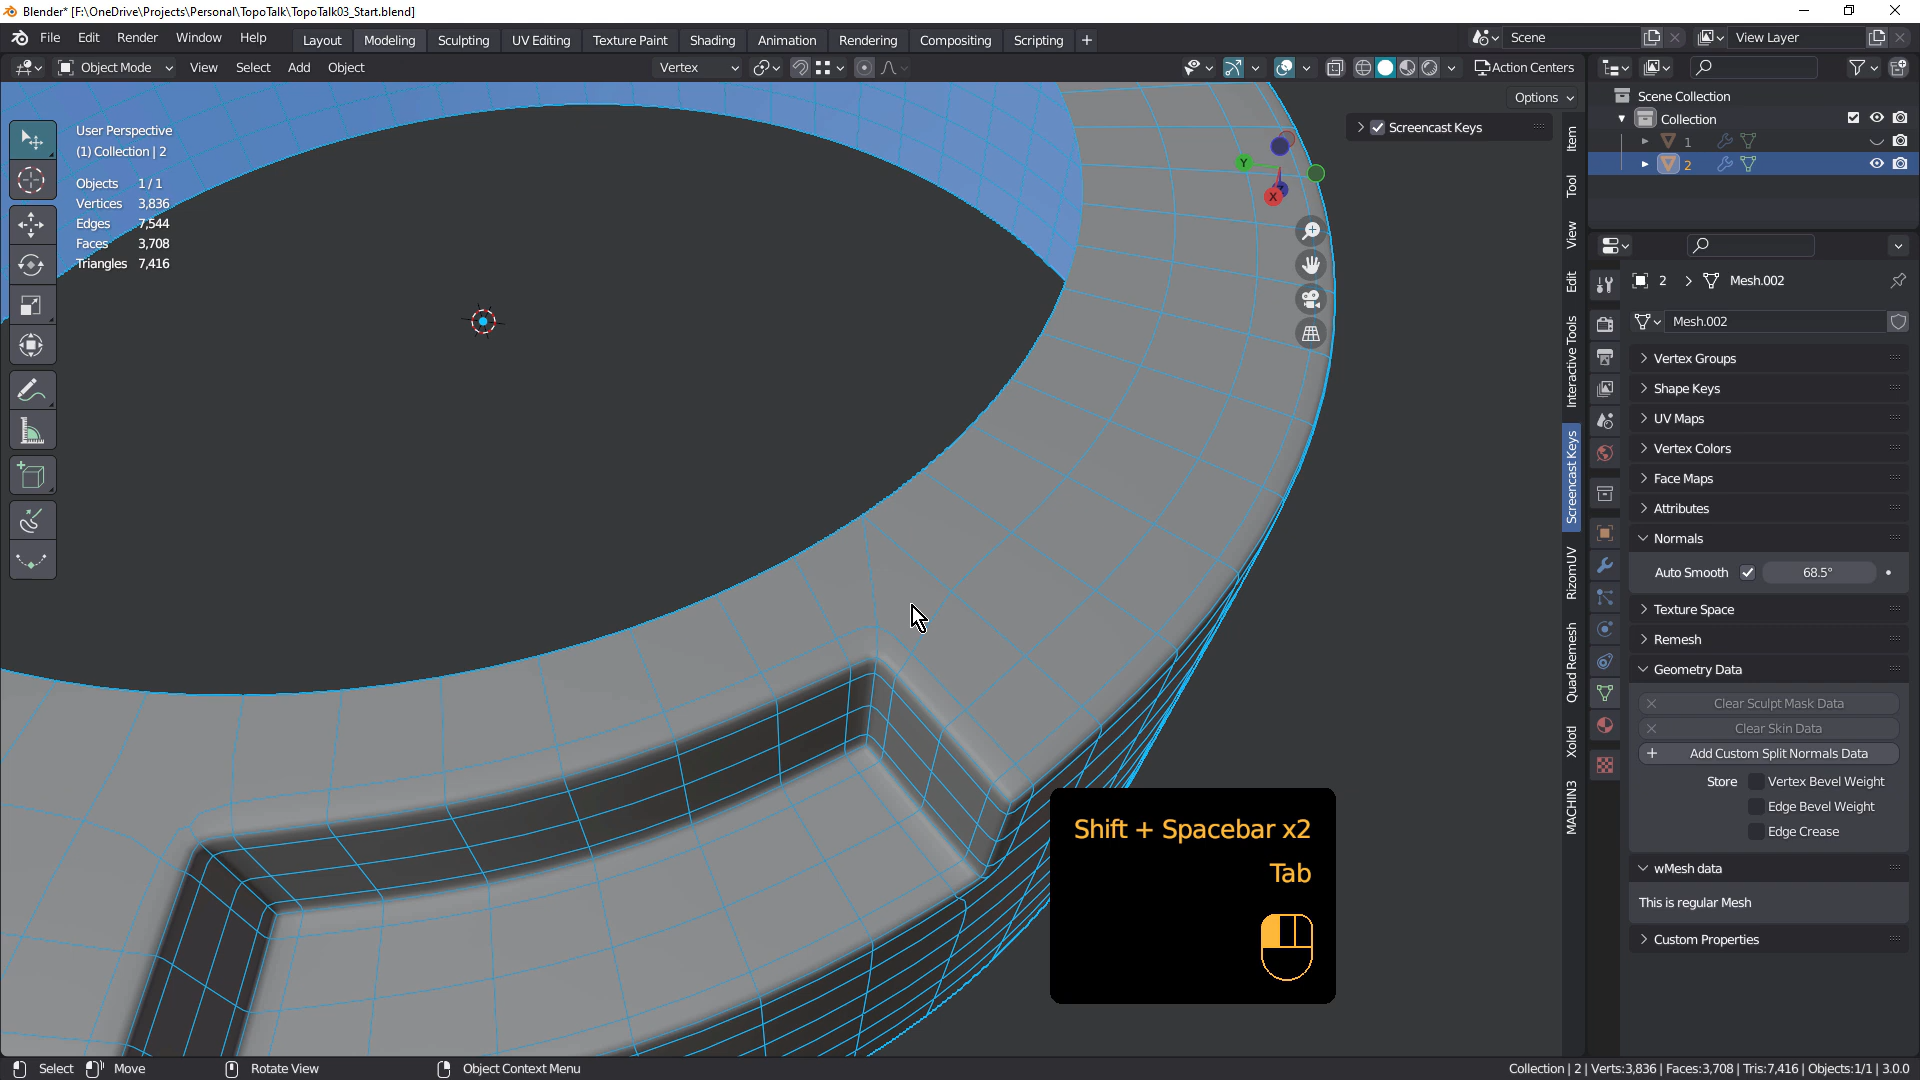 Blender* [F:\OneDrive\Projects\Personal\TopoTalk\TopoTalk03_Start.blend]
File Edit Render Window Help Layout Modeling Sculpting UV Editing Texture Paint Shading Animation Rendering Compositing Scripting + Scene View Layer
Object Mode View Select Add Object Vertex Action Centers
Options
Screencast Keys
User Perspective
(1) Collection | 2
Objects 1/1
Vertices 3,836
Edges 7,544
Faces 3,708
Triangles 7,416
Y
X
Item
Tool
View
Edit
Interactive Tools
Screencast Keys
RizomUV
Quad Remesh
Xolotl
MACHIN3
Shift + Spacebar x2
Tab
Scene Collection
Collection
1
2
2 > Mesh.002
Mesh.002
Vertex Groups
Shape Keys
UV Maps
Vertex Colors
Face Maps
Attributes
Normals
Auto Smooth 68.5°
Texture Space
Remesh
Geometry Data
Clear Sculpt Mask Data
Clear Skin Data
Add Custom Split Normals Data
Store Vertex Bevel Weight
Edge Bevel Weight
Edge Crease
wMesh data
This is regular Mesh
Custom Properties
Select Move Rotate View Object Context Menu Collection | 2 | Verts:3,836 | Faces:3,708 | Tris:7,416 | Objects:1/1 | 3.0.0